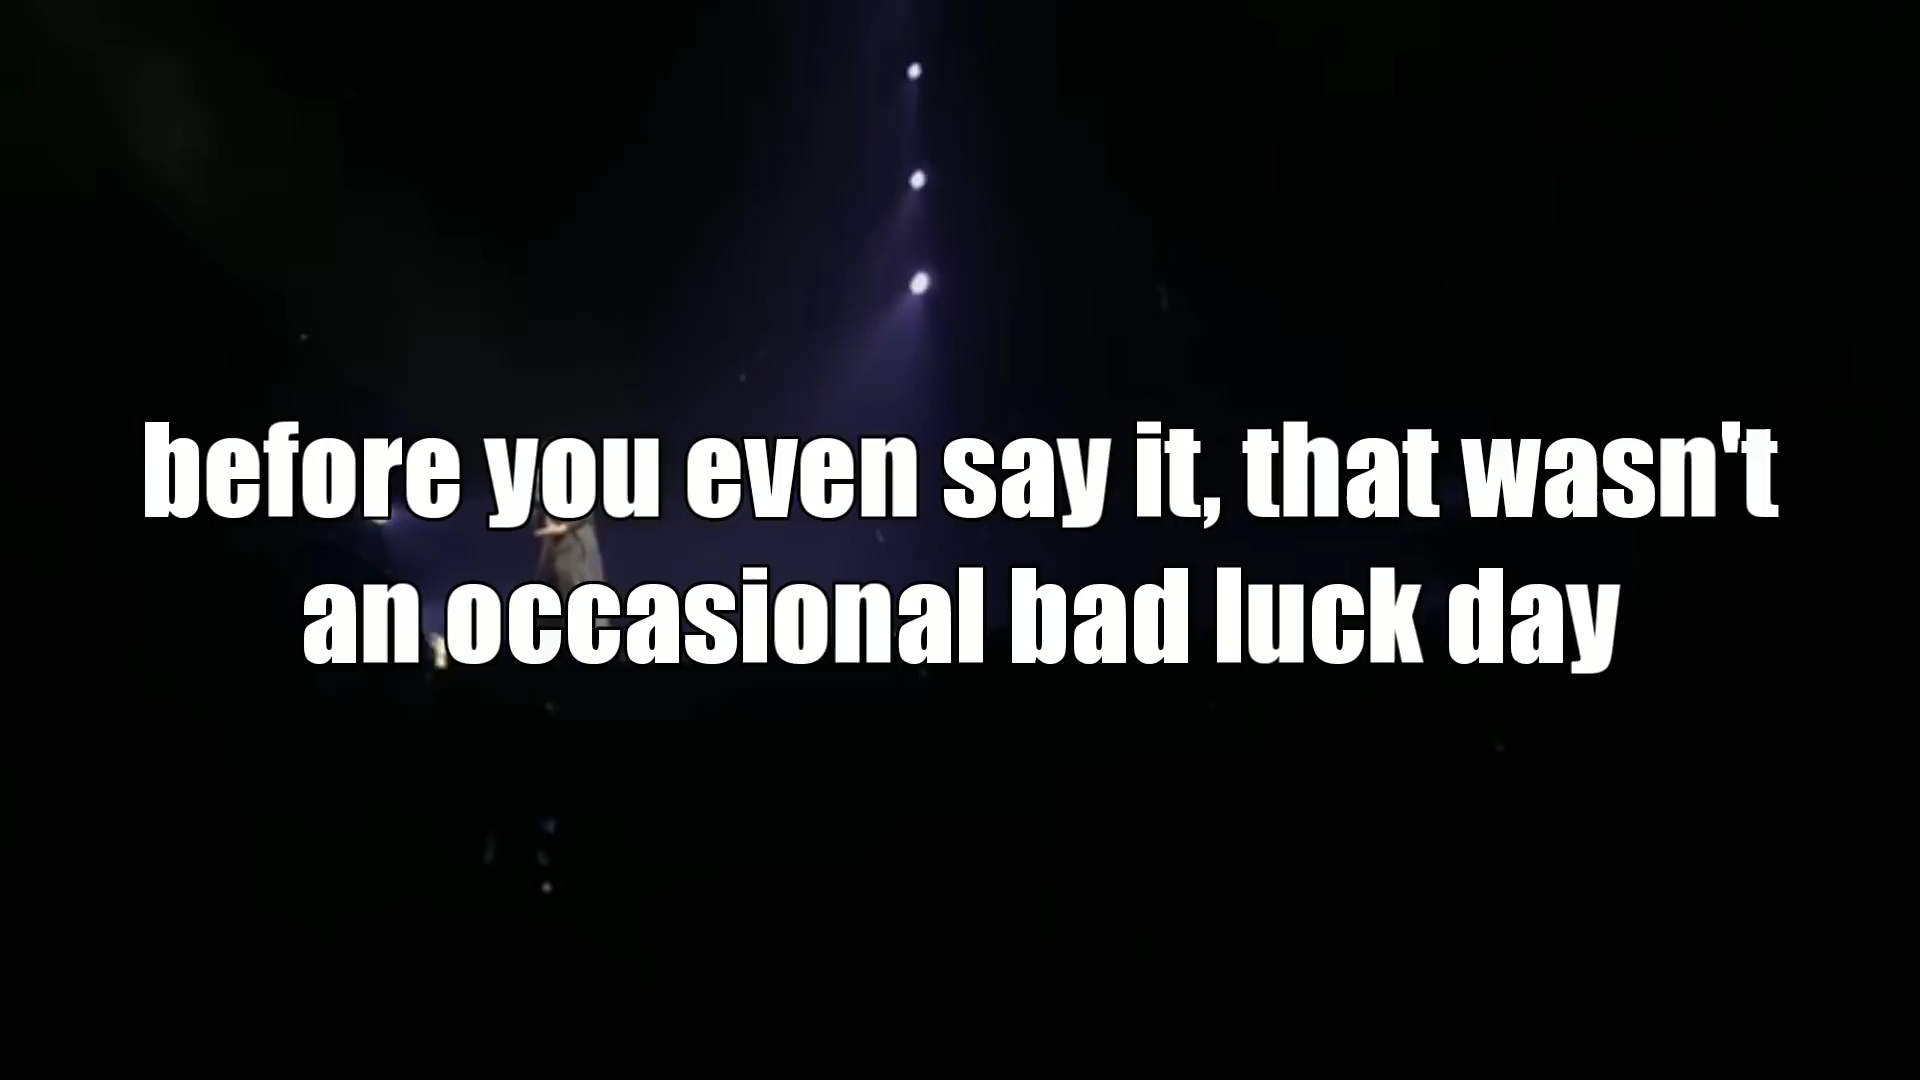 before you even say it, that wasn't
an occasional bad luck day